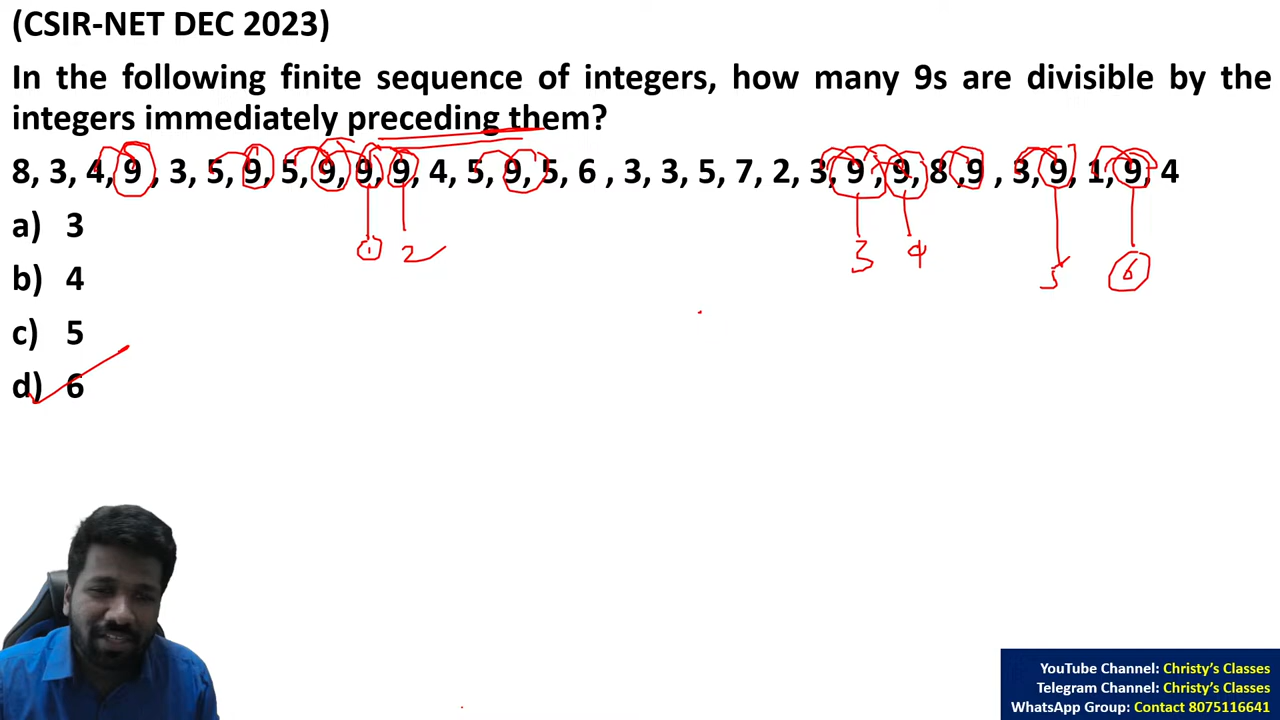 (CSIR-NET DEC 2023)
In the following finite sequence of integers, how many 9s are divisible by the
integers immediately preceding them?
8, 3, 4, 9 , 3, 5, 9, 5, 9, 9, 9, 4, 5, 9, 5, 6 , 3, 3, 5, 7, 2, 3, 9 , 9, 8 ,9 , 3, 9, 1, 9, 4
1 2 3 4 5 6
a) 3
b) 4
c) 5
d) 6
YouTube Channel: Christy's Classes
Telegram Channel: Christy's Classes
WhatsApp Group: Contact 8075116641